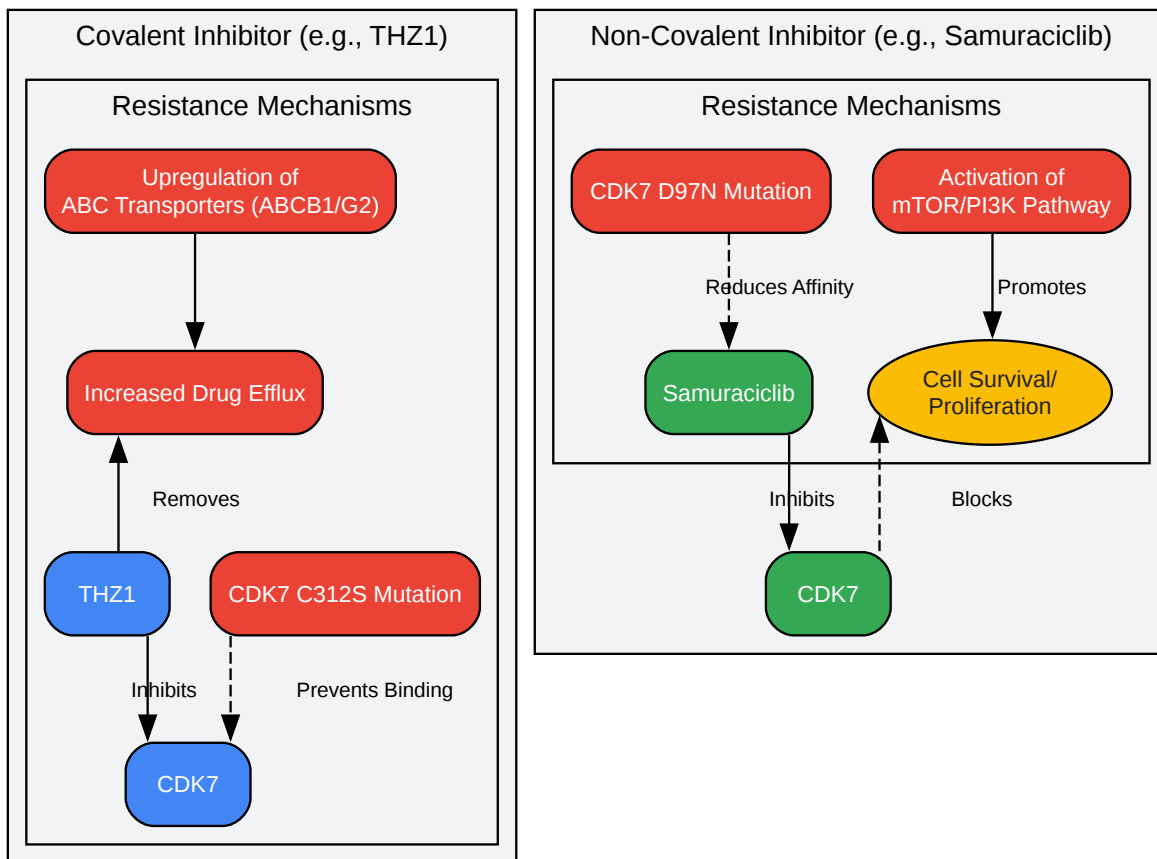 Covalent Inhibitor (e.g., THZ1)
Resistance Mechanisms
Upregulation of
ABC Transporters (ABCB1/G2)
Increased Drug Efflux
Removes
THZ1
CDK7 C312S Mutation
Inhibits
Prevents Binding
CDK7
Non-Covalent Inhibitor (e.g., Samuraciclib)
Resistance Mechanisms
CDK7 D97N Mutation
Activation of
mTOR/PI3K Pathway
Reduces Affinity
Promotes
Samuraciclib
Cell Survival/
Proliferation
Inhibits
Blocks
CDK7